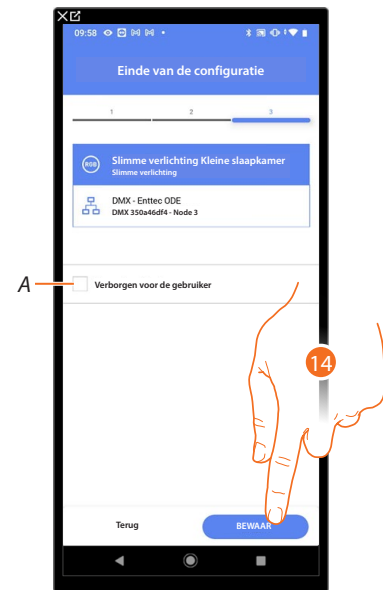 09:58
Einde van de configuratie
1 2 3
RGB
Slimme verlichting Kleine slaapkamer
Slimme verlichting
DMX - Enttec ODE
DMX 350a46df4 - Node 3
A
Verborgen voor de gebruiker
14
Terug
BEWAAR